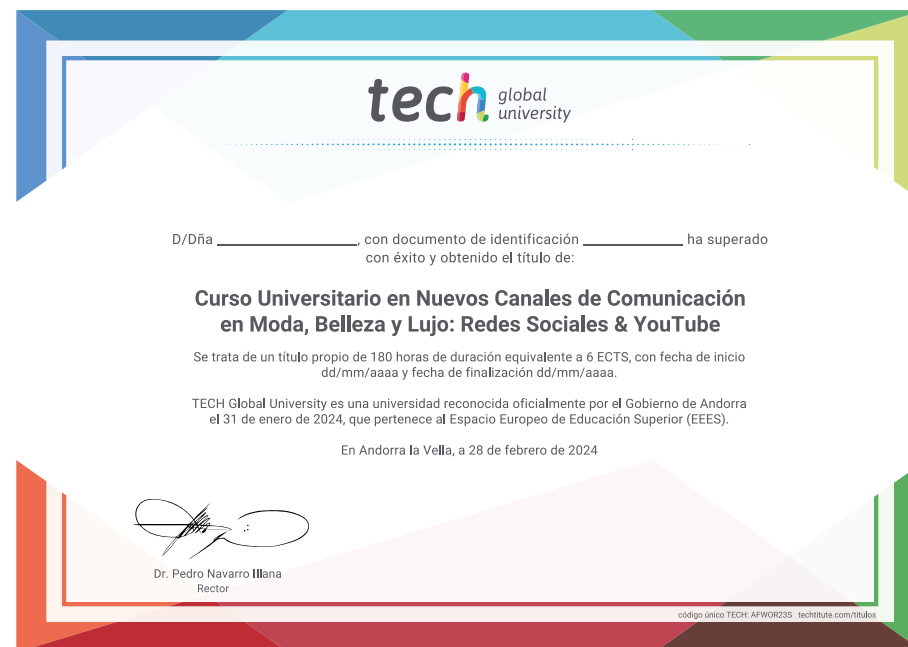 tech global university
D/Dña ____________________, con documento de identificación ______________ ha superado
con éxito y obtenido el título de:
Curso Universitario en Nuevos Canales de Comunicación
en Moda, Belleza y Lujo: Redes Sociales & YouTube
Se trata de un título propio de 180 horas de duración equivalente a 6 ECTS, con fecha de inicio
dd/mm/aaaa y fecha de finalización dd/mm/aaaa.
TECH Global University es una universidad reconocida oficialmente por el Gobierno de Andorra
el 31 de enero de 2024, que pertenece al Espacio Europeo de Educación Superior (EEES).
En Andorra la Vella, a 28 de febrero de 2024
Dr. Pedro Navarro Illana
Rector
código único TECH: AFWOR23S techtitute.com/titulos